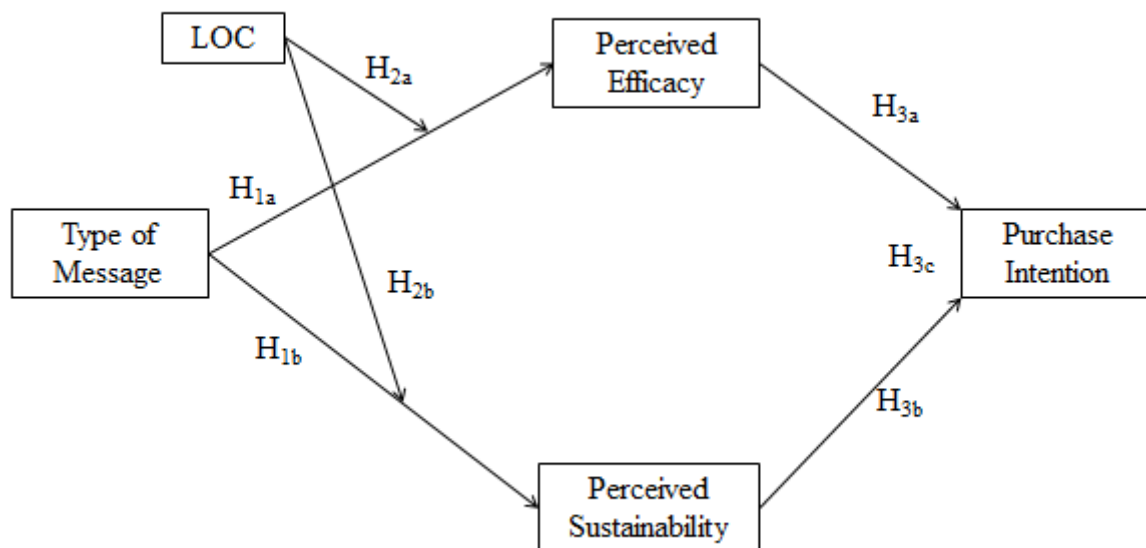 LOC
Perceived
Efficacy
H2a
H3a
H1a
Type of
Message
Purchase
Intention
H3c
H2b
H1b
H3b
Perceived
Sustainability